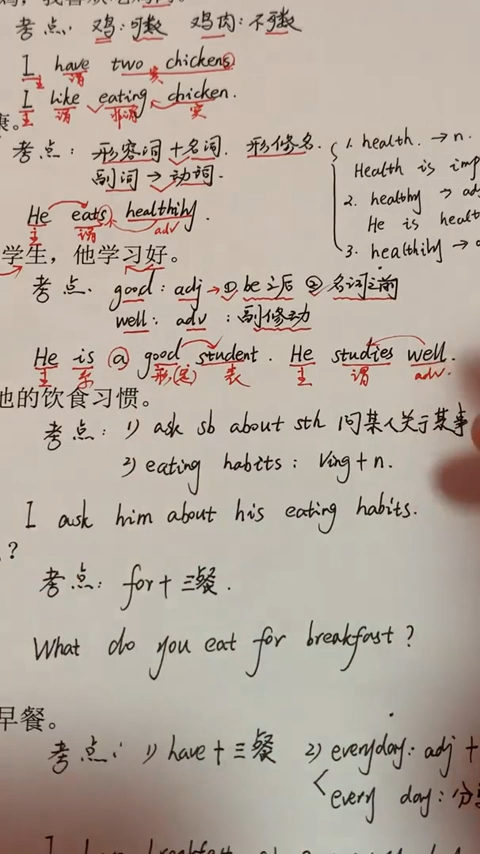 考点: 鸡:可数 鸡肉:不可数
I have two chickens
主 谓 宾
I like eating chicken.
主 谓 非谓 宾
康。
考点: 形容词+名词. 形修名.
副词→动词.
1. health. → n.
Health is imp
2. healthy → adj
He is healt
3. healthily →
He eats healthily.
主 谓 adv
学生，他学习好。
考点. good: adj → ① be之后 ② 名词之前
well: adv : 副修动
He is a good student. He studies well.
主 系 形(定) 表 主 谓 adv.
他的饮食习惯。
考点: 1) ask sb about sth 问某人关于某事
2) eating habits: Ving+n.
I ask him about his eating habits.
?
考点: for+三餐.
What do you eat for breakfast?
早餐。
考点: 1) have+三餐 2) everyday: adj +
every day: